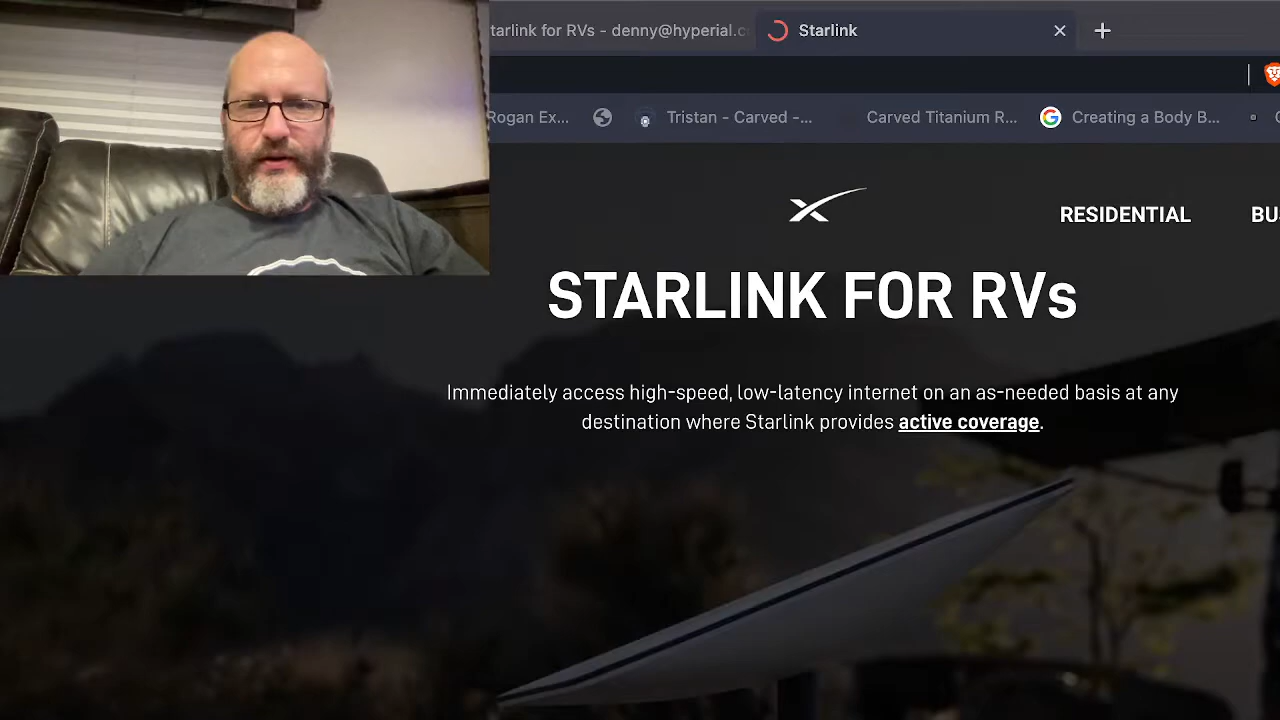 tarlink for RVs - denny@hyperial.c
Starlink
Rogan Ex...
Tristan - Carved -...
Carved Titanium R...
Creating a Body B...
RESIDENTIAL
BU
STARLINK FOR RVs
Immediately access high-speed, low-latency internet on an as-needed basis at any
destination where Starlink provides active coverage.